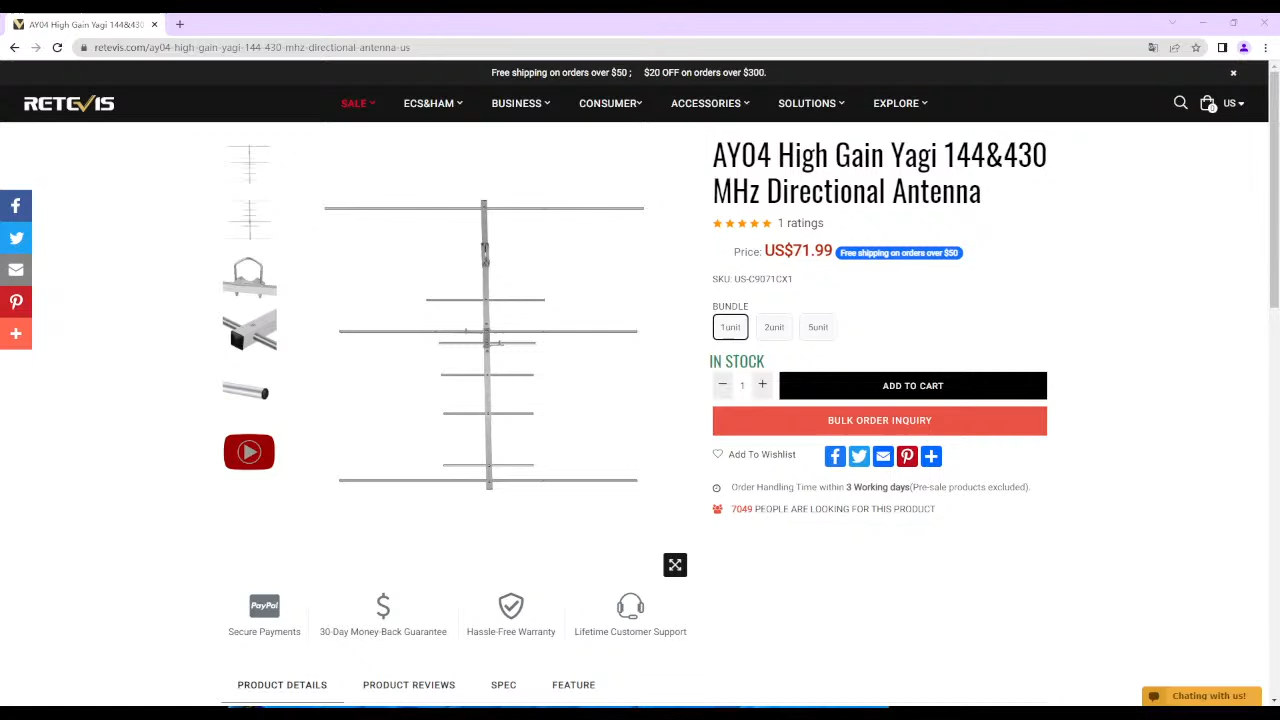 AY04 High Gain Yagi 144&430
retevis.com/ay04-high-gain-yagi-144-430-mhz-directional-antenna-us
Free shipping on orders over $50 ; $20 OFF on orders over $300.
RETEVIS
SALE
ECS&HAM
BUSINESS
CONSUMER
ACCESSORIES
SOLUTIONS
EXPLORE
0
US
AY04 High Gain Yagi 144&430
MHz Directional Antenna
1 ratings
Price: US$71.99 Free shipping on orders over $50
SKU: US-C9071CX1
BUNDLE
1unit 2unit 5unit
IN STOCK
1
ADD TO CART
BULK ORDER INQUIRY
Add To Wishlist
Order Handling Time within 3 Working days(Pre-sale products excluded).
7049 PEOPLE ARE LOOKING FOR THIS PRODUCT
PayPal
Secure Payments 30-Day Money-Back Guarantee Hassle-Free Warranty Lifetime Customer Support
PRODUCT DETAILS PRODUCT REVIEWS SPEC FEATURE
Chating with us!